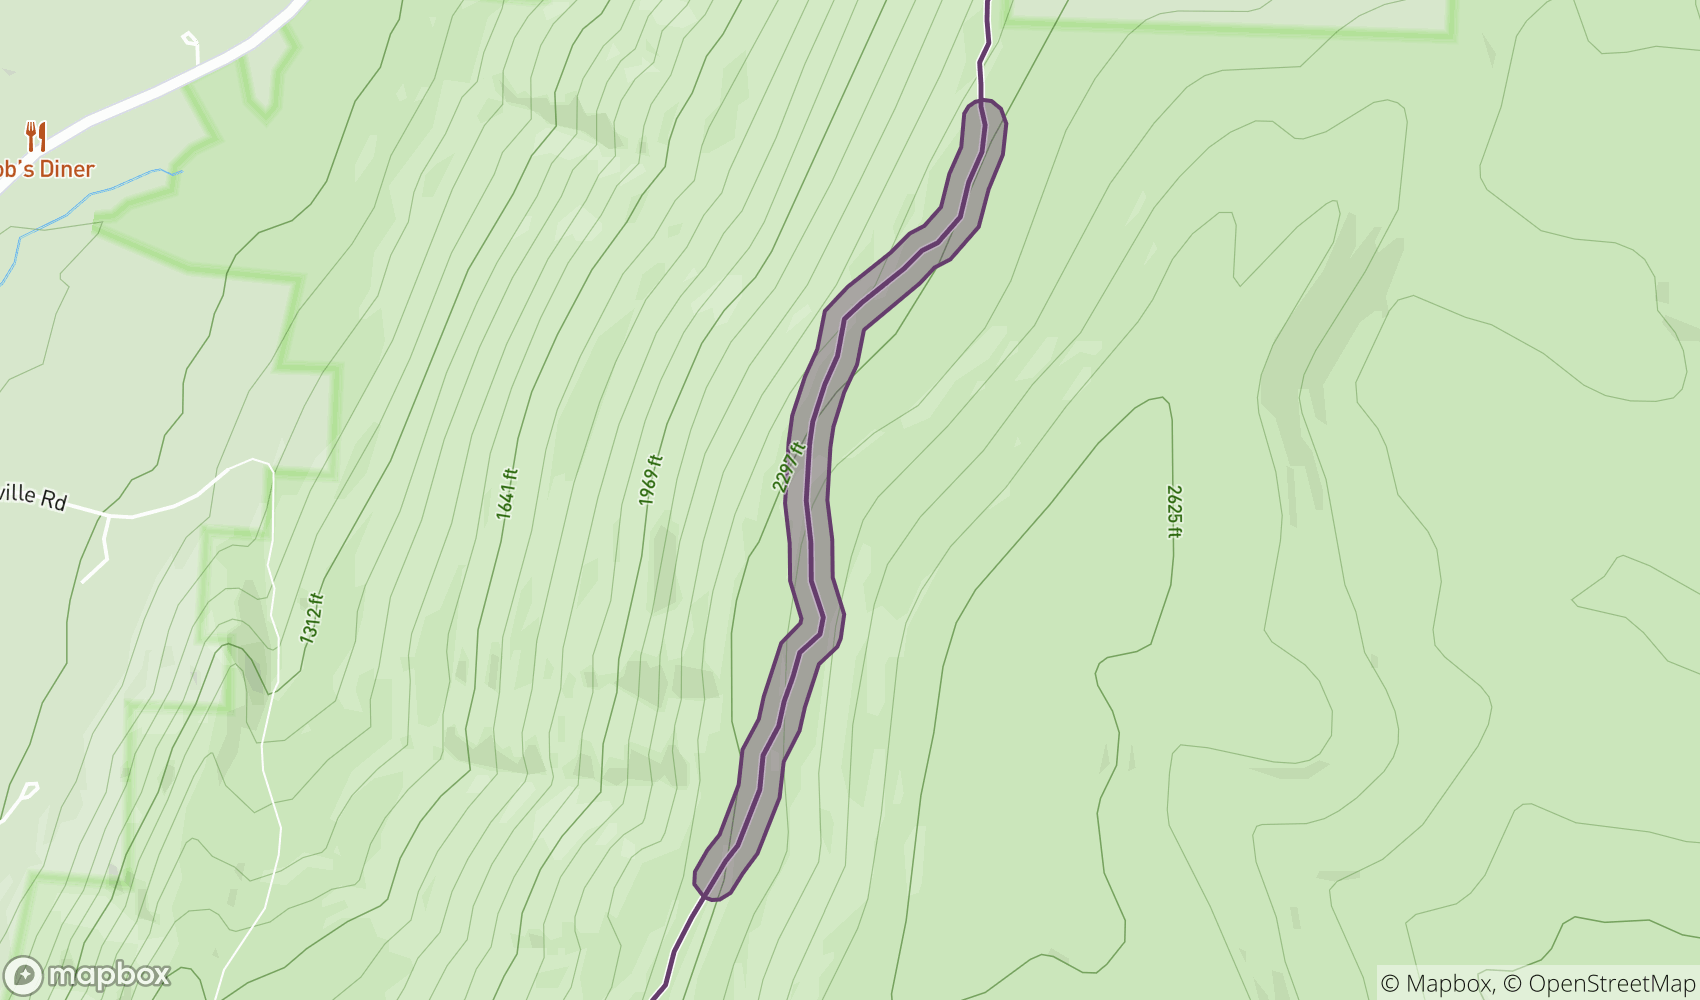 ob's Diner
ville Rd
1312 ft
1641 ft
1969 ft
2297 ft
2625 ft
mapbox
© Mapbox, © OpenStreetMap